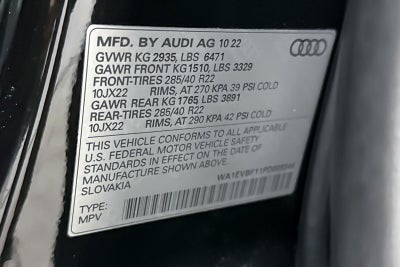 MFD. BY AUDI AG 10 22
GVWR KG 2935, LBS 6471
GAWR FRONT KG1510, LBS 3329
FRONT-TIRES 285/40 R22
10JX22 RIMS, AT 270 KPA 39 PSI COLD
GAWR REAR KG 1765, LBS 3891
REAR-TIRES 285/40 R22
10JX22 RIMS, AT 290 KPA 42 PSI COLD
THIS VEHICLE CONFORMS TO ALL APPLICABLE
U.S. FEDERAL MOTOR VEHICLE SAFETY STANDARDS
IN EFFECT ON THE DATE OF MANUFACTURE SHOWN ABOVE
SLOVAKIA
TYPE:
MPV